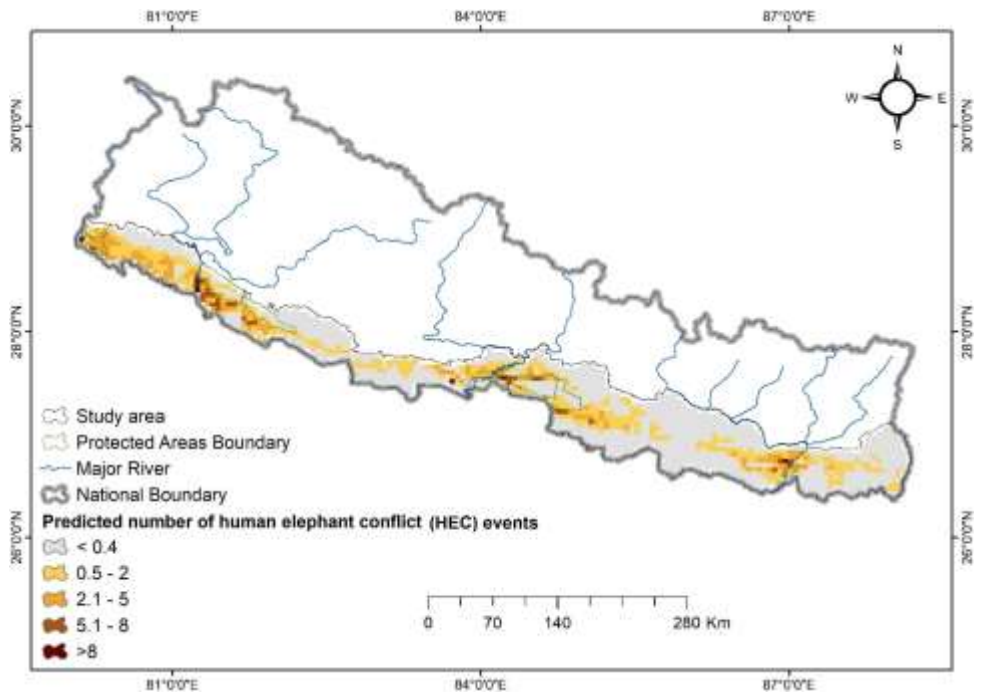 81°0'0"E 84°0'0"E 87°0'0"E
N
W E
S
30°0'0"N 30°0'0"N
28°0'0"N 28°0'0"N
26°0'0"N 26°0'0"N
Study area
Protected Areas Boundary
Major River
National Boundary
Predicted number of human elephant conflict (HEC) events
< 0.4
0.5 - 2
2.1 - 5
5.1 - 8
>8
0 70 140 280 Km
81°0'0"E 84°0'0"E 87°0'0"E